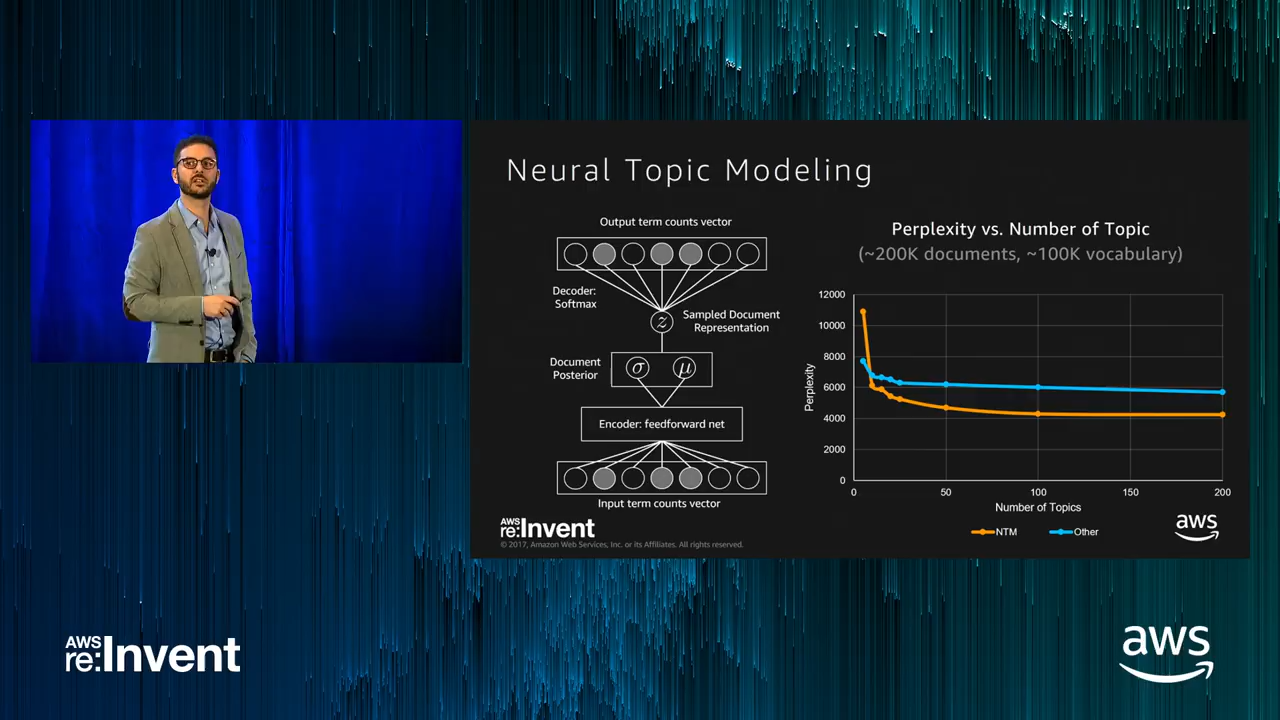 Neural Topic Modeling
Output term counts vector
Decoder:
Softmax
z
Sampled Document
Representation
Document
Posterior
σ
μ
Encoder: feedforward net
Input term counts vector
Perplexity vs. Number of Topic
(~200K documents, ~100K vocabulary)
12000
10000
8000
6000
4000
2000
0
Perplexity
0
50
100
150
200
Number of Topics
NTM
Other
AWS
re:Invent
© 2017, Amazon Web Services, Inc. or its Affiliates. All rights reserved.
aws
AWS
re:Invent
aws